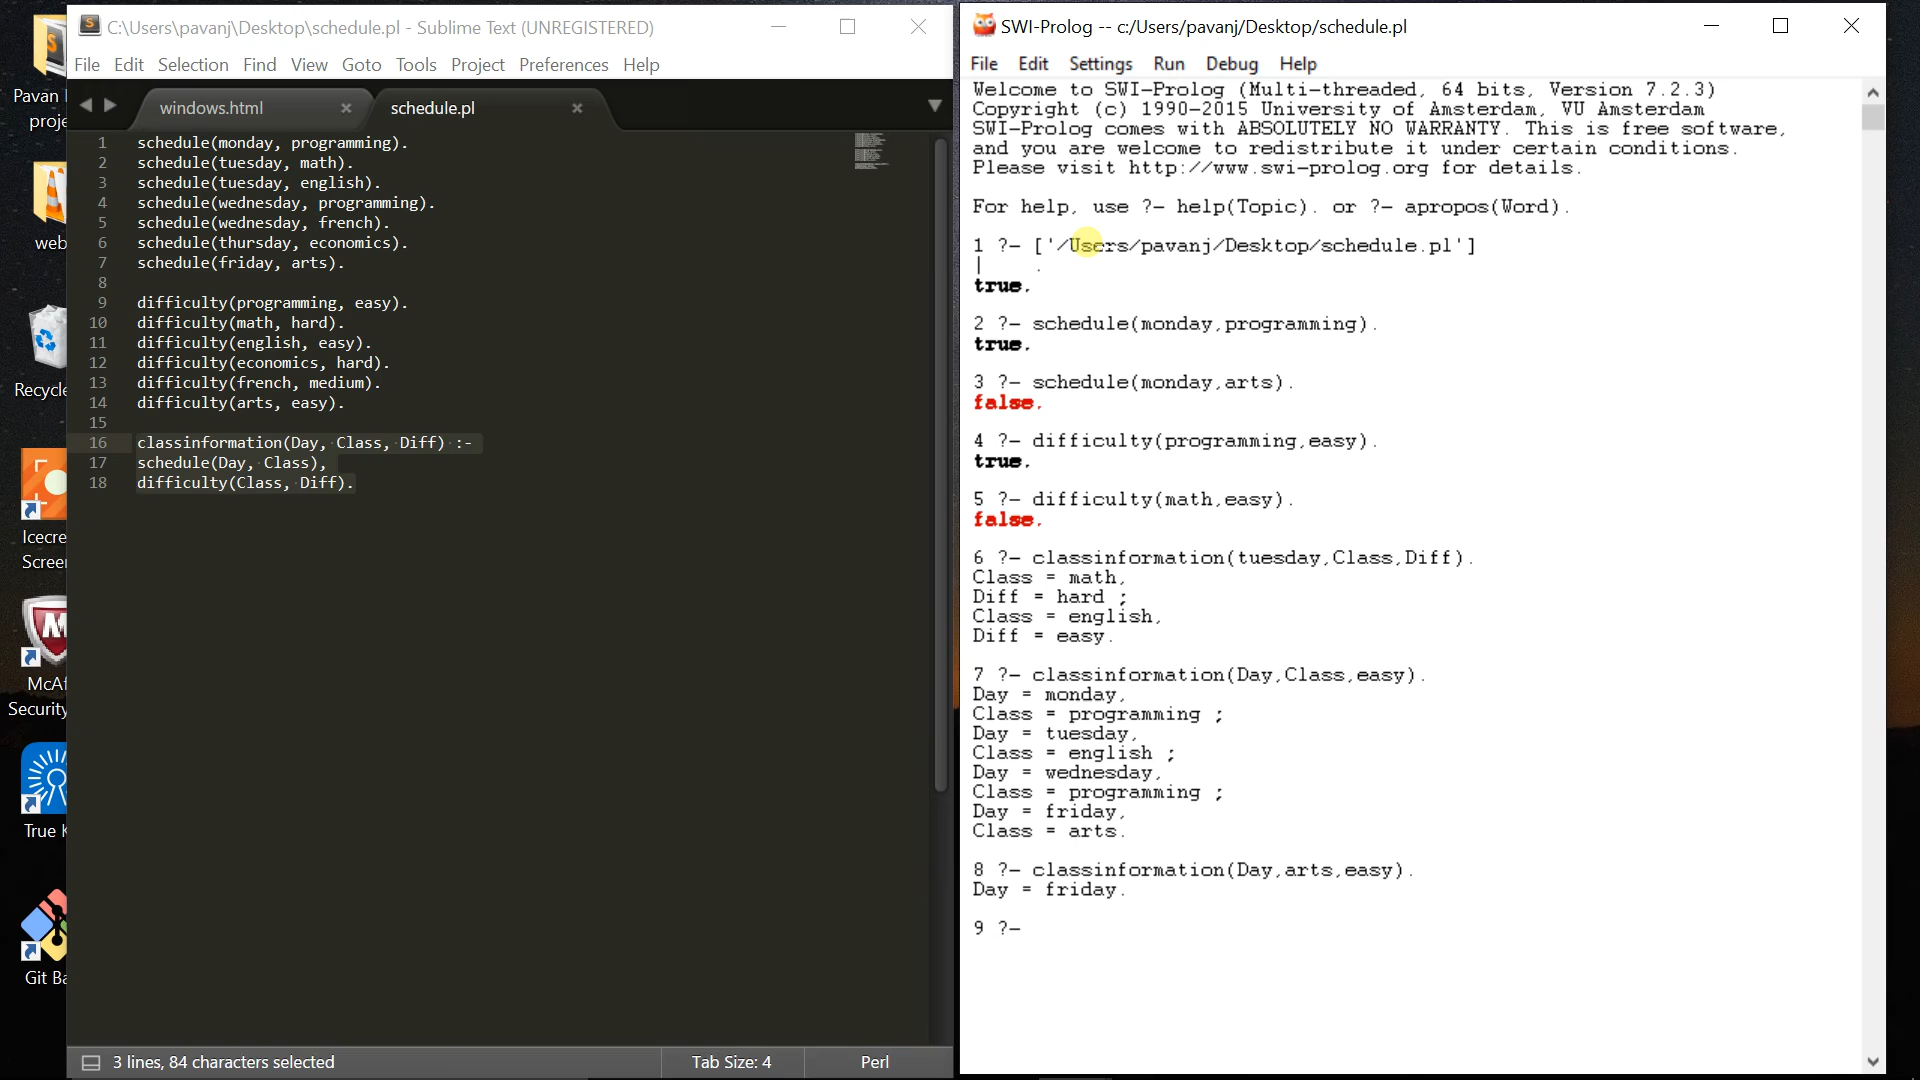 Pavan
proje
web
Recycle
Icecre
Screen
McAf
Security
True K
Git Ba
C:\Users\pavanj\Desktop\schedule.pl - Sublime Text (UNREGISTERED)
File Edit Selection Find View Goto Tools Project Preferences Help
windows.html
schedule.pl
1 schedule(monday, programming).
2 schedule(tuesday, math).
3 schedule(tuesday, english).
4 schedule(wednesday, programming).
5 schedule(wednesday, french).
6 schedule(thursday, economics).
7 schedule(friday, arts).
8
9 difficulty(programming, easy).
10 difficulty(math, hard).
11 difficulty(english, easy).
12 difficulty(economics, hard).
13 difficulty(french, medium).
14 difficulty(arts, easy).
15
16 classinformation(Day, Class, Diff) :-
17 schedule(Day, Class),
18 difficulty(Class, Diff).
3 lines, 84 characters selected
Tab Size: 4
Perl
SWI-Prolog -- c:/Users/pavanj/Desktop/schedule.pl
File Edit Settings Run Debug Help
Welcome to SWI-Prolog (Multi-threaded, 64 bits, Version 7.2.3)
Copyright (c) 1990-2015 University of Amsterdam, VU Amsterdam
SWI-Prolog comes with ABSOLUTELY NO WARRANTY. This is free software,
and you are welcome to redistribute it under certain conditions.
Please visit http://www.swi-prolog.org for details.
For help, use ?- help(Topic). or ?- apropos(Word).
1 ?- ['/Users/pavanj/Desktop/schedule.pl']
| .
true.
2 ?- schedule(monday,programming).
true.
3 ?- schedule(monday,arts).
false.
4 ?- difficulty(programming,easy).
true.
5 ?- difficulty(math,easy).
false.
6 ?- classinformation(tuesday,Class,Diff).
Class = math,
Diff = hard ;
Class = english,
Diff = easy.
7 ?- classinformation(Day,Class,easy).
Day = monday,
Class = programming ;
Day = tuesday,
Class = english ;
Day = wednesday,
Class = programming ;
Day = friday,
Class = arts.
8 ?- classinformation(Day,arts,easy).
Day = friday.
9 ?-